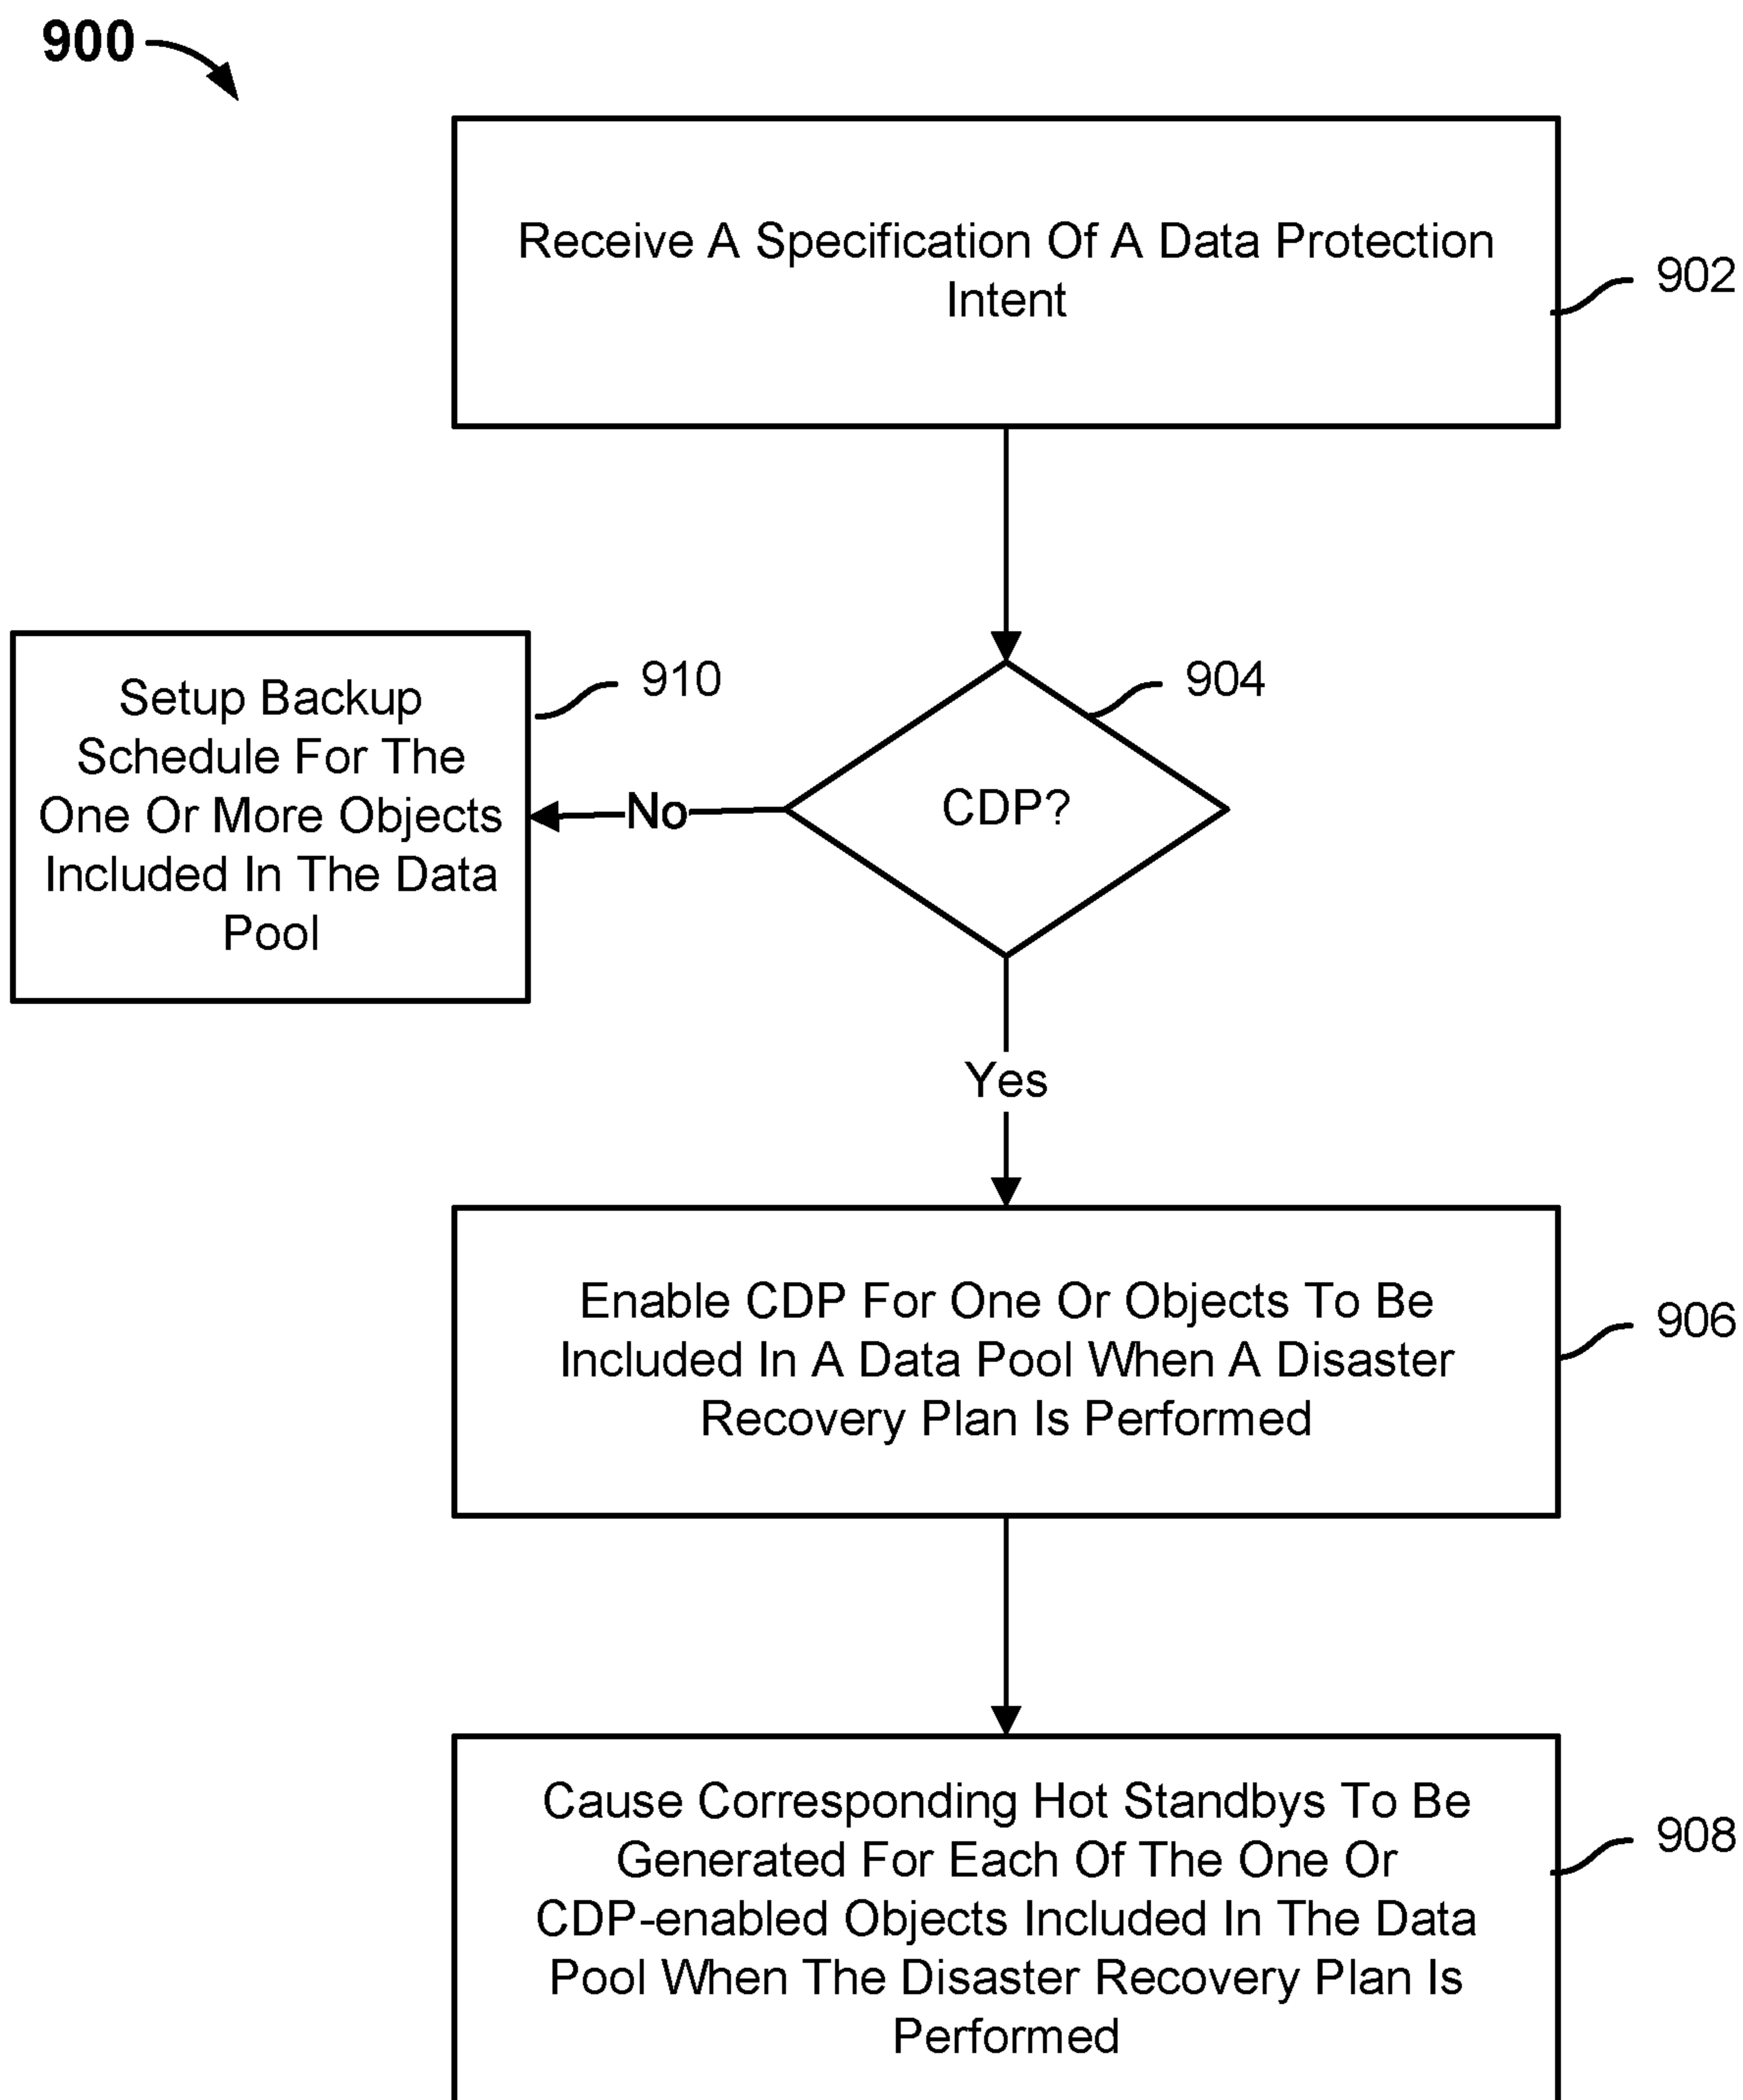 900
Receive A Specification Of A Data Protection
Intent
902
Setup Backup
Schedule For The
One Or More Objects
Included In The Data
Pool
910
904
CDP?
No
Yes
Enable CDP For One Or Objects To Be
Included In A Data Pool When A Disaster
Recovery Plan Is Performed
906
Cause Corresponding Hot Standbys To Be
Generated For Each Of The One Or
CDP-enabled Objects Included In The Data
Pool When The Disaster Recovery Plan Is
Performed
908